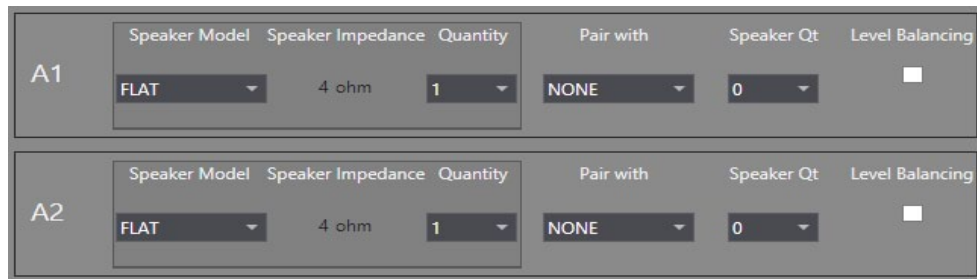 Speaker Model Speaker Impedance Quantity Pair with Speaker Qt Level Balancing
A1 FLAT 4 ohm 1 NONE 0
Speaker Model Speaker Impedance Quantity Pair with Speaker Qt Level Balancing
A2 FLAT 4 ohm 1 NONE 0